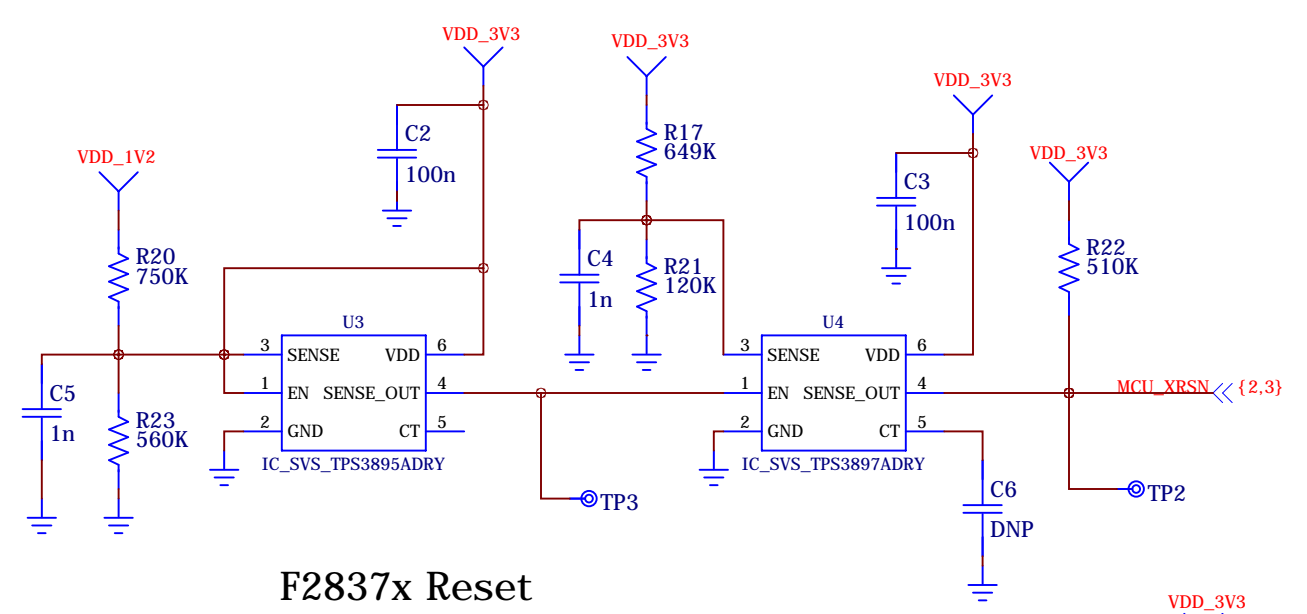 VDD_3V3
VDD_3V3
VDD_3V3
VDD_1V2
VDD_3V3
C2
100n
R17
649K
C3
100n
R20
750K
C4
1n
R21
120K
R22
510K
U3
3 SENSE VDD 6
1 EN SENSE_OUT 4
2 GND CT 5
IC_SVS_TPS3895ADRY
U4
3 SENSE VDD 6
1 EN SENSE_OUT 4
2 GND CT 5
IC_SVS_TPS3897ADRY
MCU_XRSN {2,3}
C5
1n
R23
560K
TP3
C6
DNP
TP2
F2837x Reset
VDD_3V3